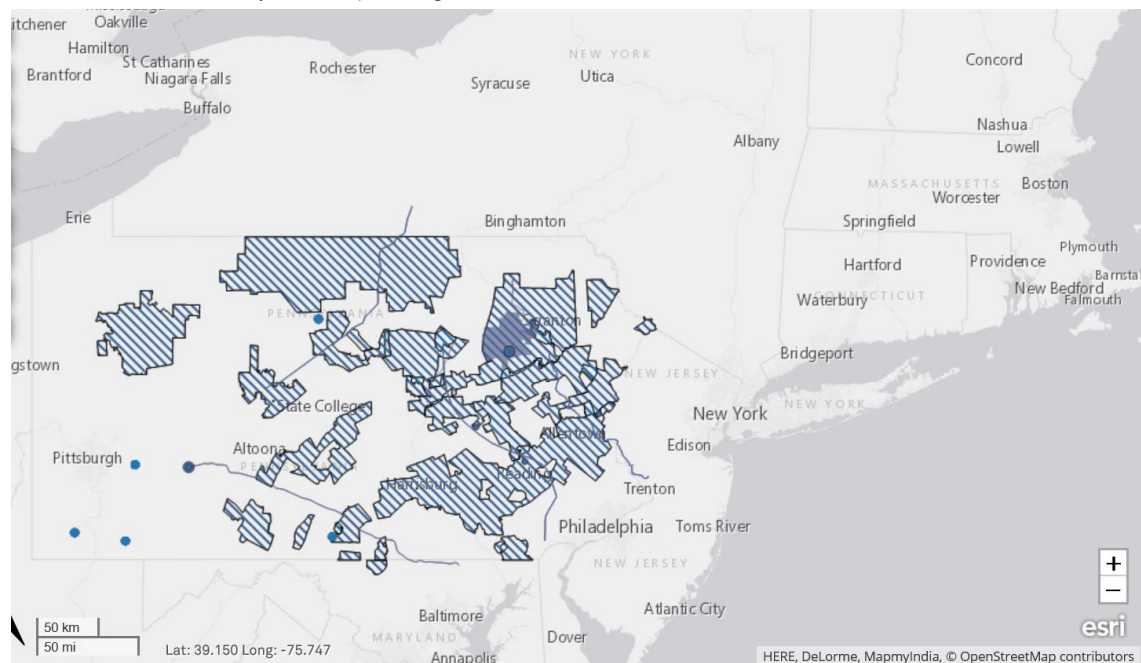 Oakville
itchener
Hamilton
St Catharines
Brantford
Niagara Falls
Buffalo
Rochester
Syracuse
NEW YORK
Utica
Albany
Concord
Nashua
Lowell
MASSACHUSETTS
Boston
Worcester
Springfield
Erie
Binghamton
Plymouth
Hartford
Providence
Barnsta
New Bedford
Falmouth
Waterbury
CONNECTICUT
PENNSYLVANIA
Scranton
Bridgeport
gstown
NEW JERSEY
State College
New York
NEW YORK
Allentown
Edison
Altoona
Pittsburgh
PENNSYLVANIA
Reading
Harrisburg
Trenton
Philadelphia
Toms River
NEW JERSEY
Atlantic City
Baltimore
MARYLAND
Dover
Annapolis
50 km
50 mi
Lat: 39.150 Long: -75.747
+
−
esri
HERE, DeLorme, MapmyIndia, © OpenStreetMap contributors